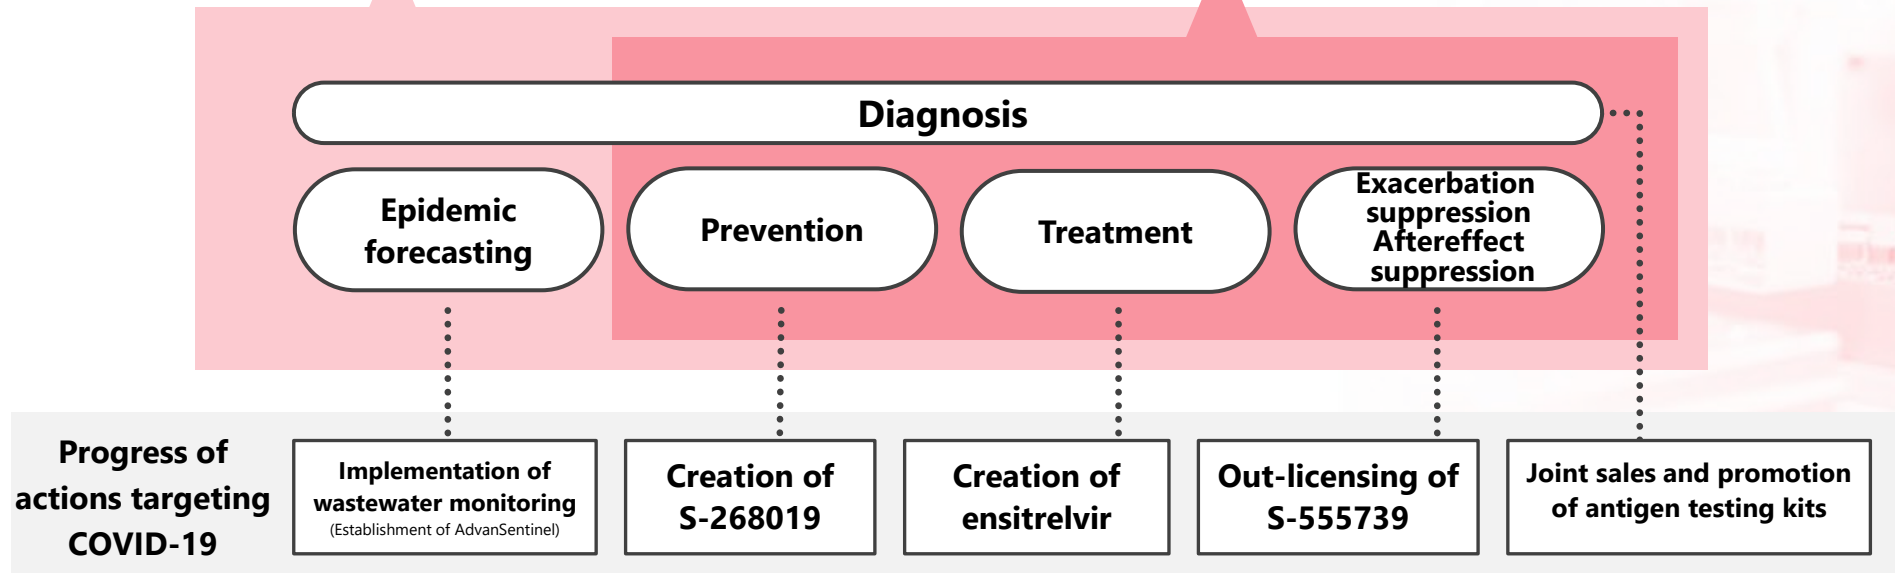 Diagnosis
Epidemic
forecasting
Prevention
Treatment
Exacerbation
suppression
Aftereffect
suppression
Progress of
actions targeting
COVID-19
Implementation of
wastewater monitoring
(Establishment of AdvanSentinel)
Creation of
S-268019
Creation of
ensitrelvir
Out-licensing of
S-555739
Joint sales and promotion
of antigen testing kits